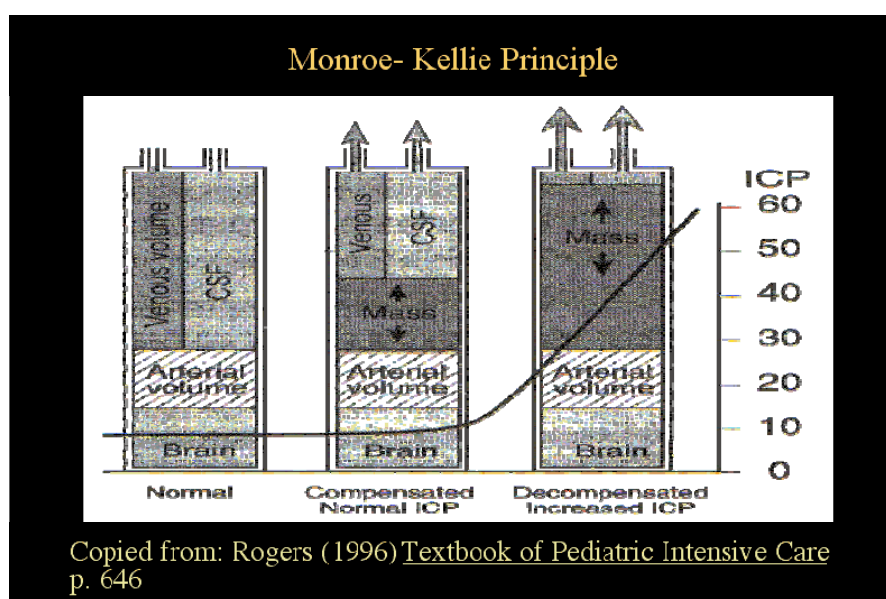 Monroe- Kellie Principle
Venous volume
CSF
Arterial
volume
Brain
Normal
Venous
CSF
Mass
Arterial
volume
Brain
Compensated
Normal ICP
Mass
Arterial
volume
Brain
Decompensated
Increased ICP
ICP
60
50
40
30
20
10
0
Copied from: Rogers (1996) Textbook of Pediatric Intensive Care
p. 646